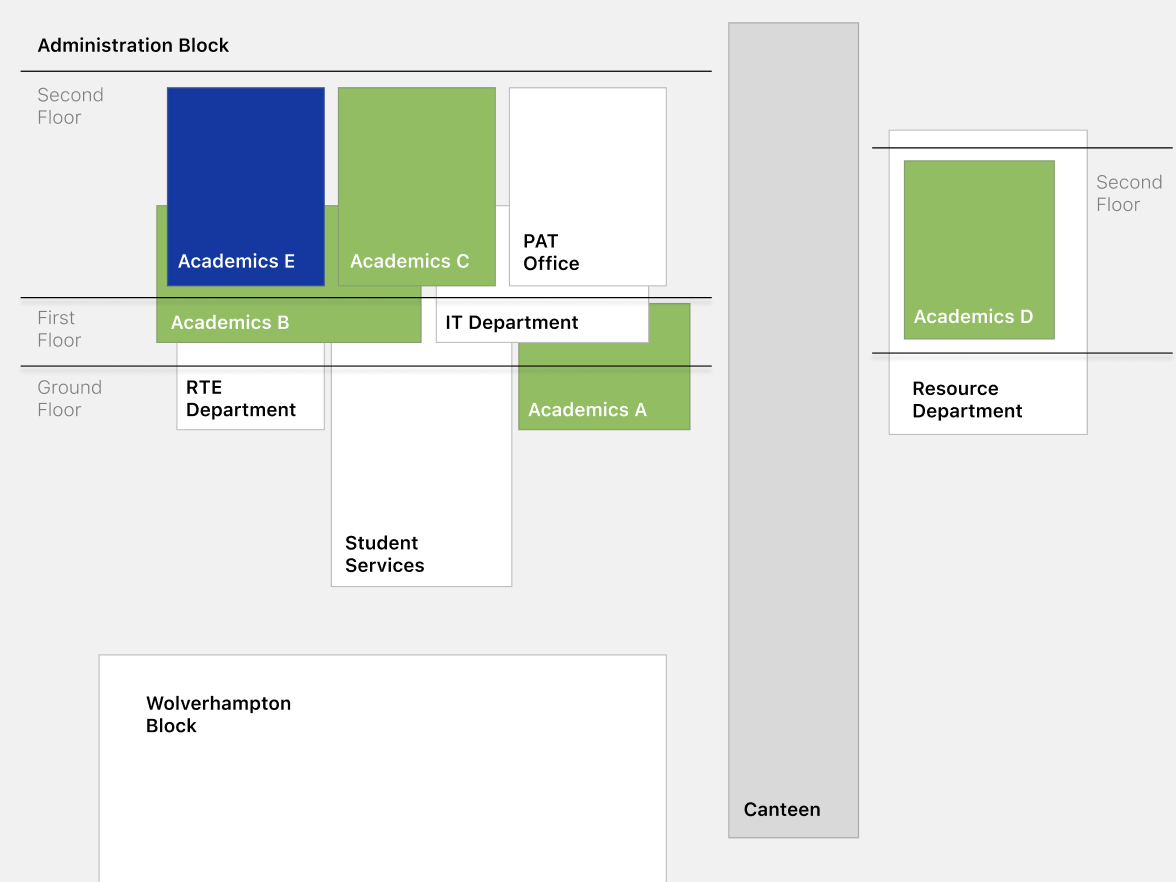 Administration Block
Second
Floor
Academics E
Academics C
PAT
Office
First
Floor
Academics B
IT Department
Ground
Floor
RTE
Department
Academics A
Student
Services
Wolverhampton
Block
Canteen
Second
Floor
Academics D
Resource
Department